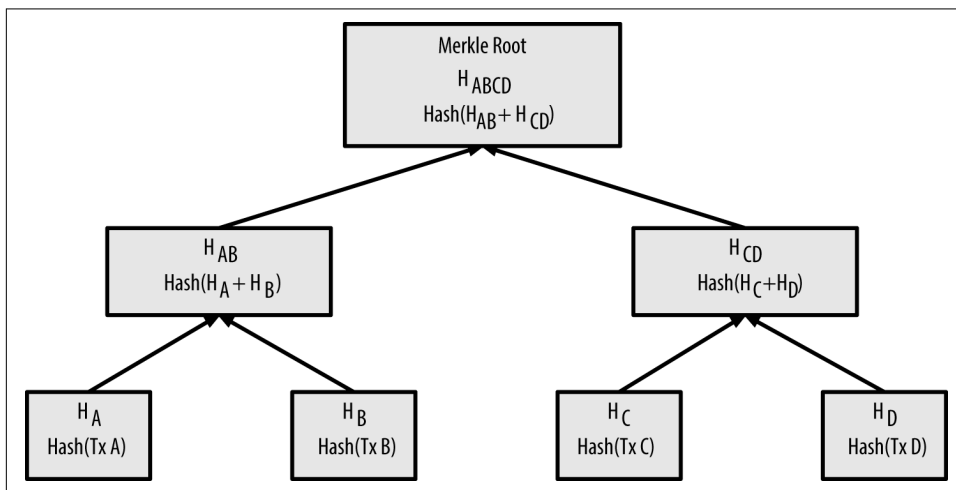 Merkle Root
H ABCD
Hash(H AB + H CD)
H AB
Hash(H A + H B)
H CD
Hash(H C+H D)
H A
Hash(Tx A)
H B
Hash(Tx B)
H C
Hash(Tx C)
H D
Hash(Tx D)